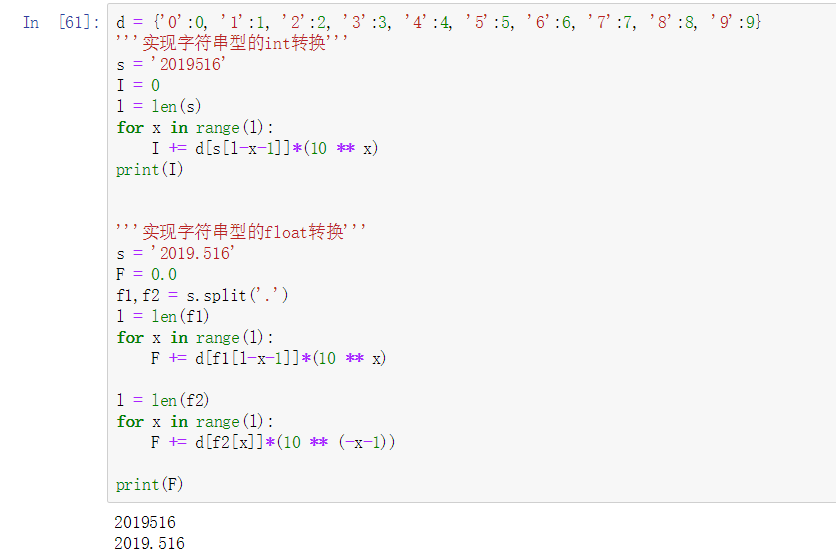 In [61]: d = {'0':0, '1':1, '2':2, '3':3, '4':4, '5':5, '6':6, '7':7, '8':8, '9':9}
'''实现字符串型的int转换'''
s = '2019516'
I = 0
l = len(s)
for x in range(l):
    I += d[s[l-x-1]]*(10 ** x)
print(I)
'''实现字符串型的float转换'''
s = '2019.516'
F = 0.0
f1,f2 = s.split('.')
l = len(f1)
for x in range(l):
    F += d[f1[l-x-1]]*(10 ** x)
l = len(f2)
for x in range(l):
    F += d[f2[x]]*(10 ** (-x-1))
print(F)
2019516
2019.516